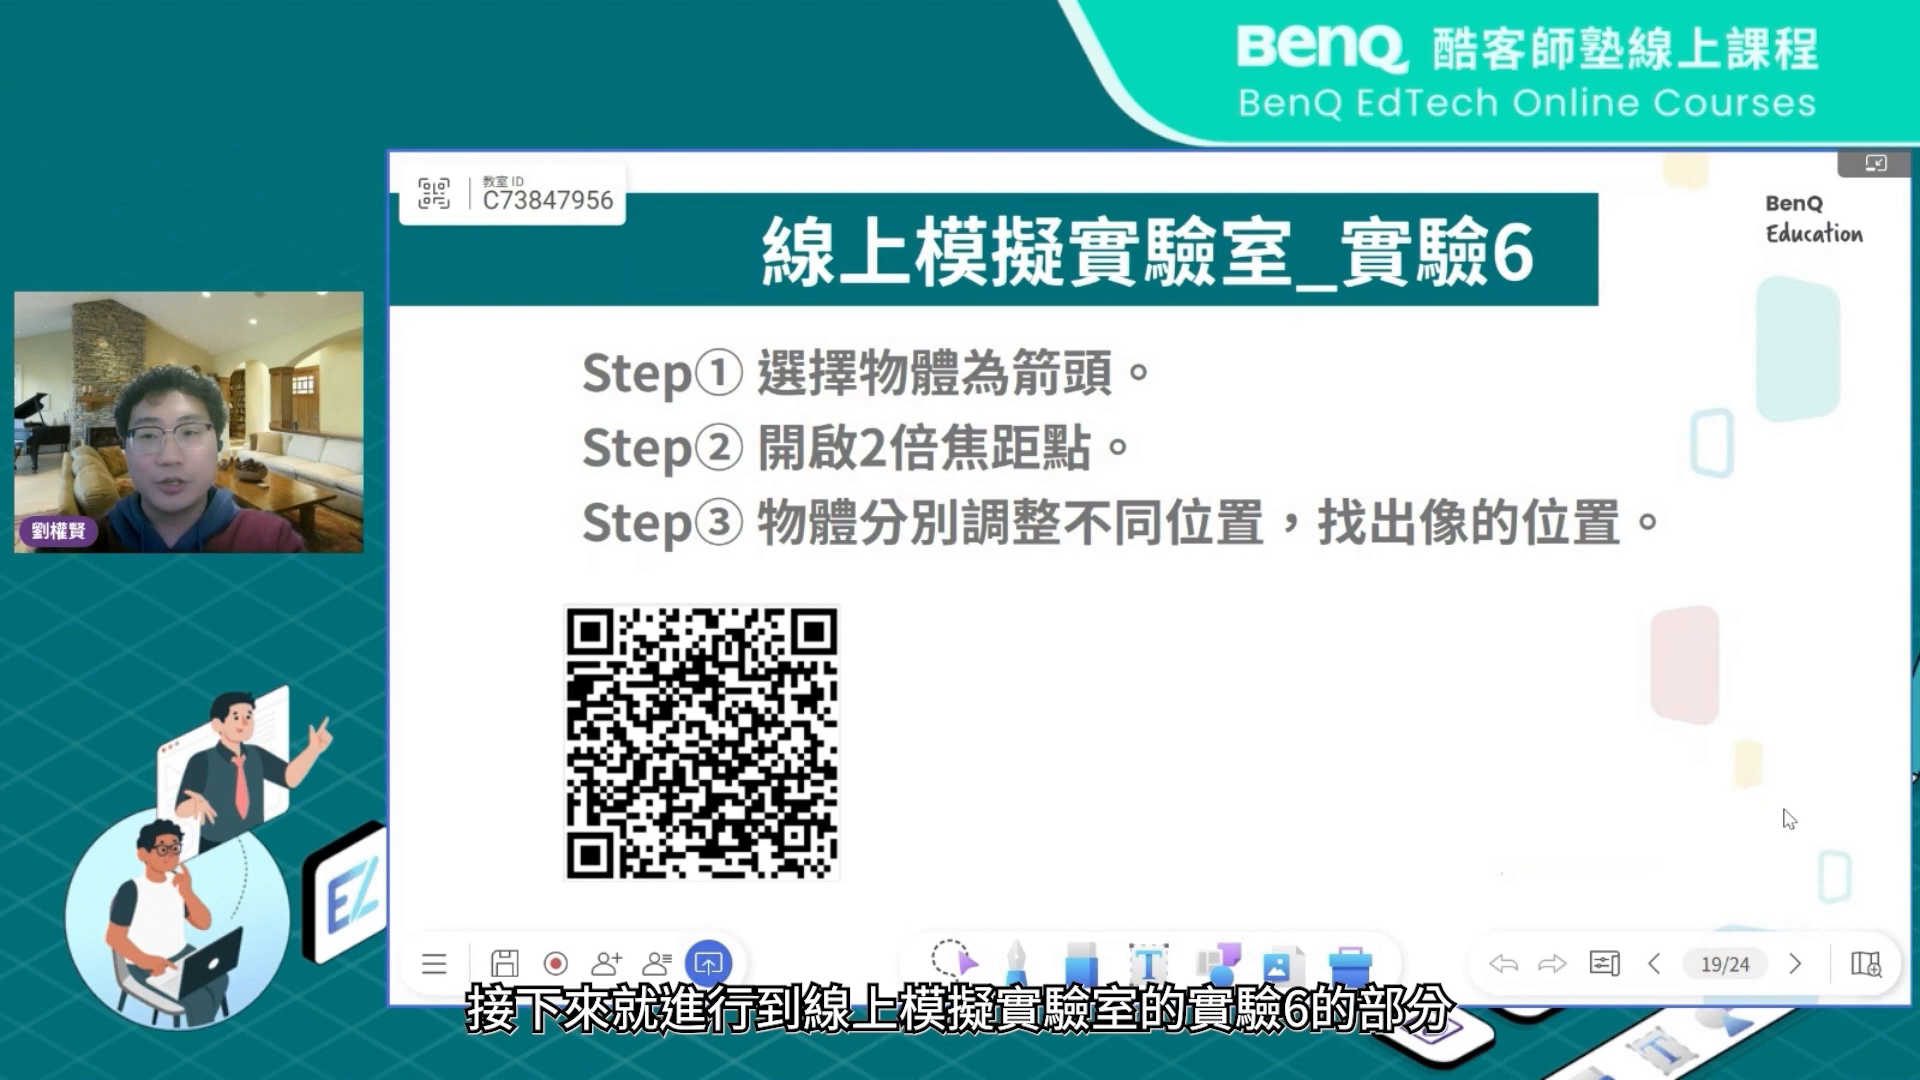 BenQ 酷客師塾線上課程
BenQ EdTech Online Courses
教室 ID
C73847956
線上模擬實驗室_實驗6
BenQ
Education
Step① 選擇物體為箭頭。
Step② 開啟2倍焦距點。
Step③ 物體分別調整不同位置，找出像的位置。
劉權賢
EZ
T
19/24
接下來就進行到線上模擬實驗室的實驗6的部分
T